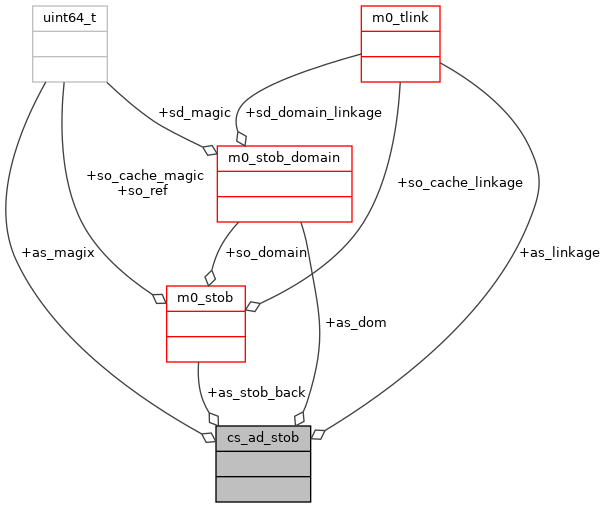 uint64_t
m0_tlink
+sd_magic
+sd_domain_linkage
m0_stob_domain
+so_cache_magic
+so_ref
+so_cache_linkage
+as_magix
+so_domain
+as_linkage
m0_stob
+as_dom
+as_stob_back
cs_ad_stob